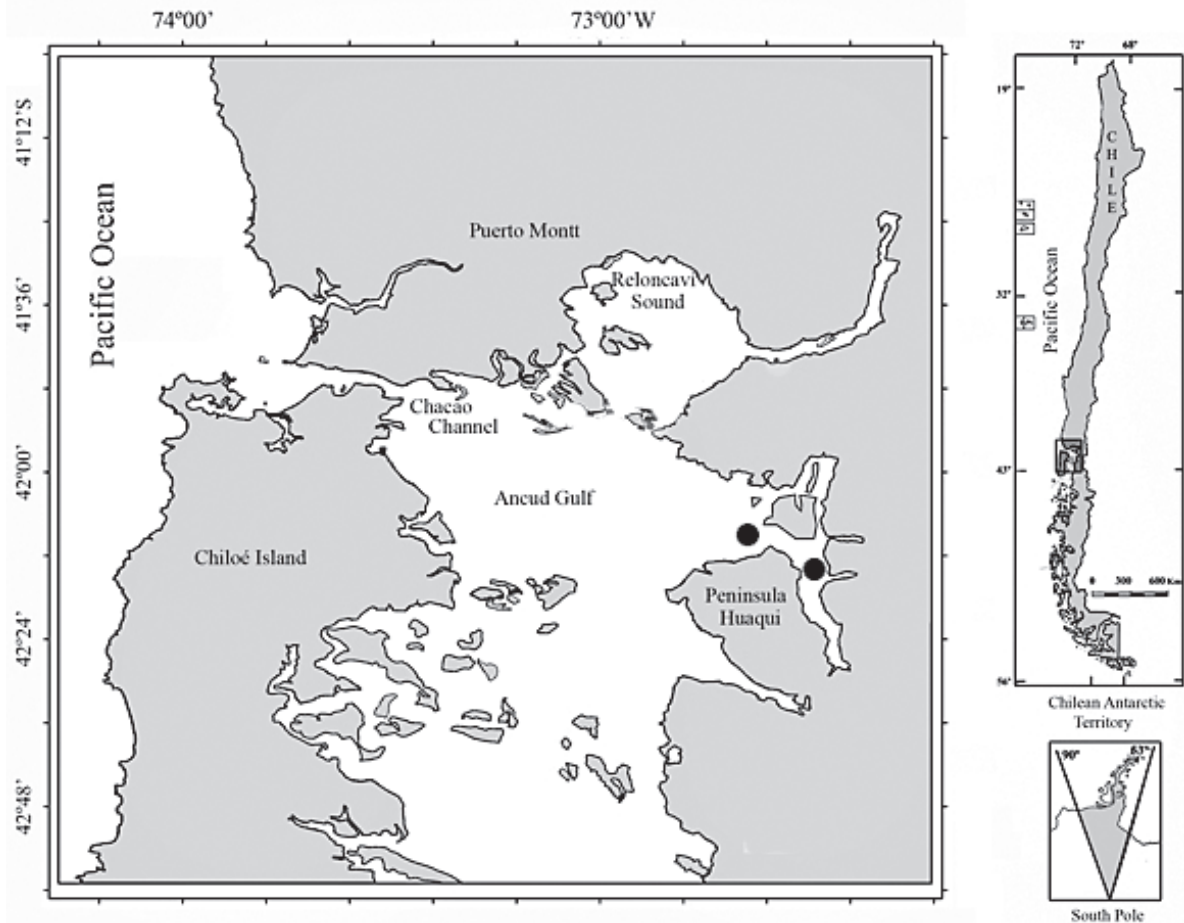 74°00'
73°00'W
41°12'S
41°36'
42°00'
42°24'
42°48'
Pacific Ocean
Puerto Montt
Reloncavi
Sound
Chacao
Channel
Ancud Gulf
Chiloé Island
Peninsula
Huaqui
72°
68°
19°
CHILE
Pacific Ocean
0 300 600 Km
56°
Chilean Antarctic
Territory
90°
53°
South Pole